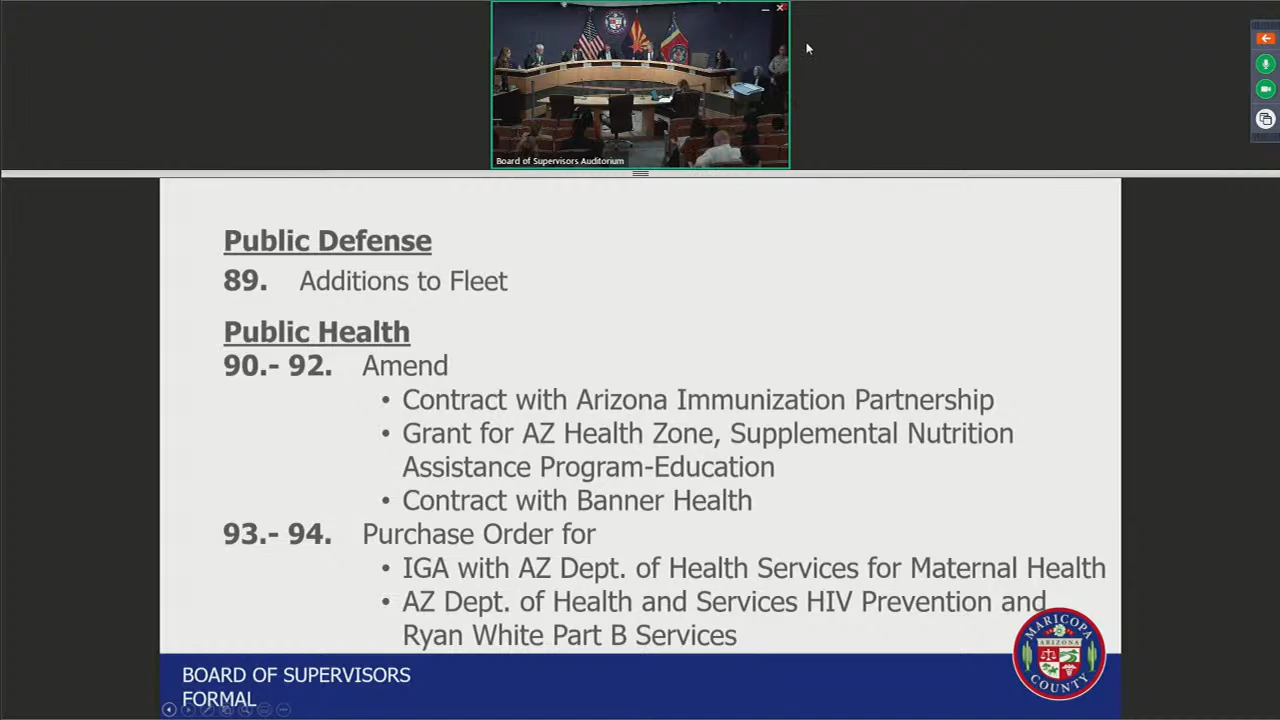 Board of Supervisors Auditorium
Public Defense
89. Additions to Fleet
Public Health
90.- 92. Amend
• Contract with Arizona Immunization Partnership
• Grant for AZ Health Zone, Supplemental Nutrition
Assistance Program-Education
• Contract with Banner Health
93.- 94. Purchase Order for
• IGA with AZ Dept. of Health Services for Maternal Health
• AZ Dept. of Health and Services HIV Prevention and
Ryan White Part B Services
BOARD OF SUPERVISORS
FORMAL
MARICOPA
ARIZONA
COUNTY